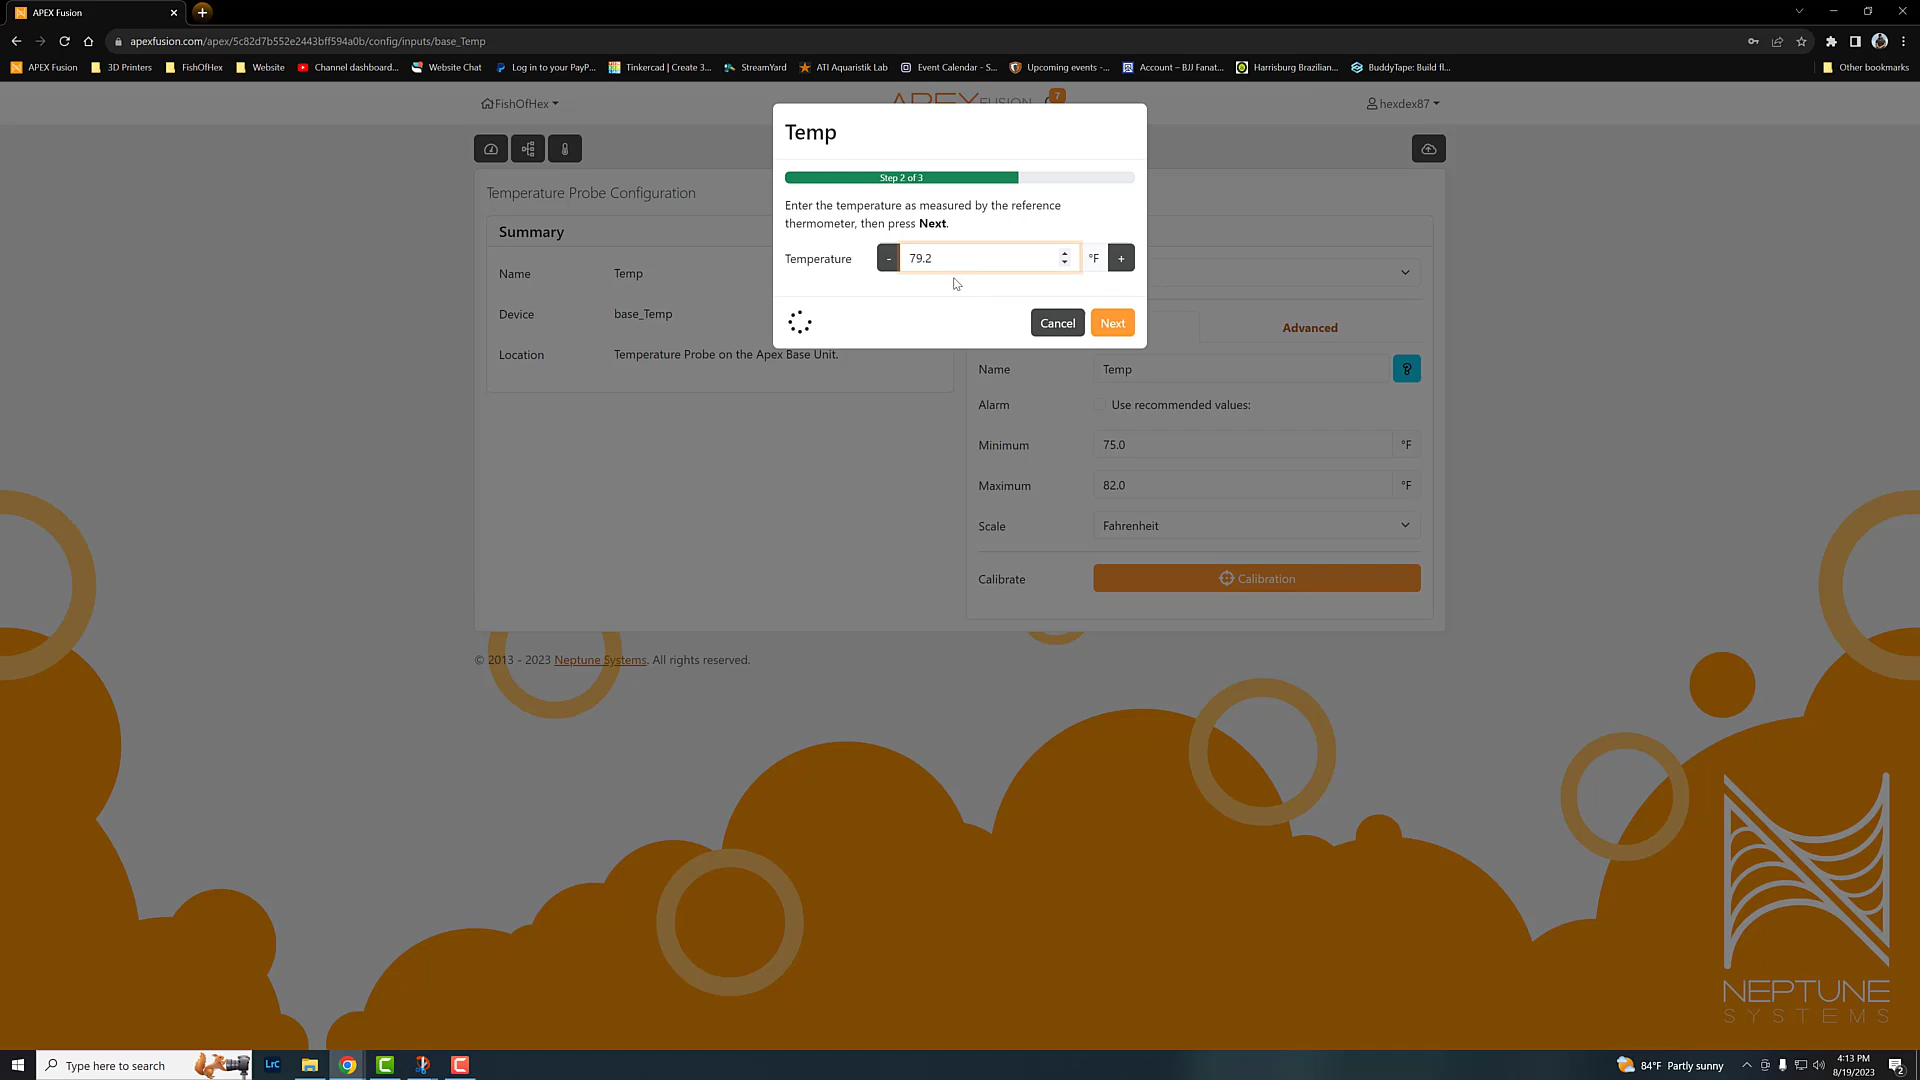 APEX Fusion
apexfusion.com/apex/5c82d7b552e2443bff594a0b/config/inputs/base_Temp
APEX Fusion
3D Printers
FishOfHex
Website
Channel dashboard...
Website Chat
Log in to your PayP...
Tinkercad | Create 3...
StreamYard
ATI Aquaristik Lab
Event Calendar - S...
Upcoming events -...
Account – BJJ Fanat...
Harrisburg Brazilian...
BuddyTape: Build fl...
Other bookmarks
FishOfHex
APEX FUSION
7
hexdex87
Temp
Step 2 of 3
Enter the temperature as measured by the reference
thermometer, then press Next.
Temperature - 79.2 °F +
Cancel Next
Temperature Probe Configuration
Summary
Name Temp
Device base_Temp
Location Temperature Probe on the Apex Base Unit.
Advanced
Name Temp ?
Alarm Use recommended values:
Minimum 75.0 °F
Maximum 82.0 °F
Scale Fahrenheit
Calibrate Calibration
© 2013 - 2023 Neptune Systems. All rights reserved.
NEPTUNE
SYSTEMS
Type here to search
LrC
84°F Partly sunny
4:13 PM
8/19/2023
2